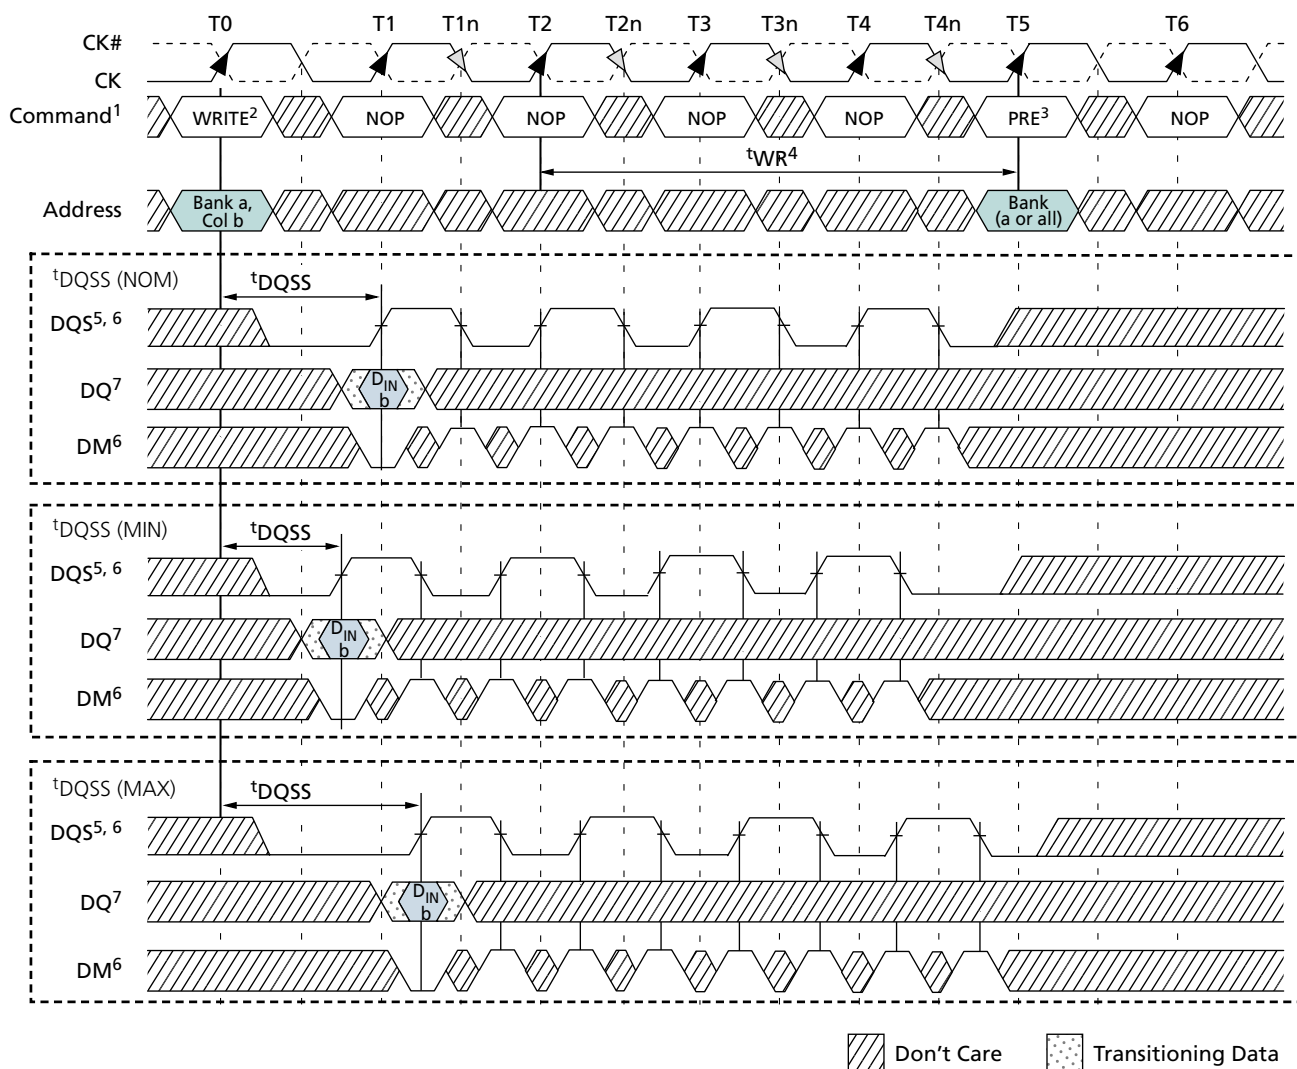 T0 T1 T1n T2 T2n T3 T3n T4 T4n T5 T6
CK#
CK
Command1 WRITE2 NOP NOP NOP NOP PRE3 NOP
tWR4
Address Bank a, Bank
Col b (a or all)
tDQSS (NOM) tDQSS
DQS5, 6
DQ7 DIN
b
DM6
tDQSS (MIN) tDQSS
DQS5, 6
DQ7 DIN
b
DM6
tDQSS (MAX) tDQSS
DQS5, 6
DQ7 DIN
b
DM6
Don't Care Transitioning Data